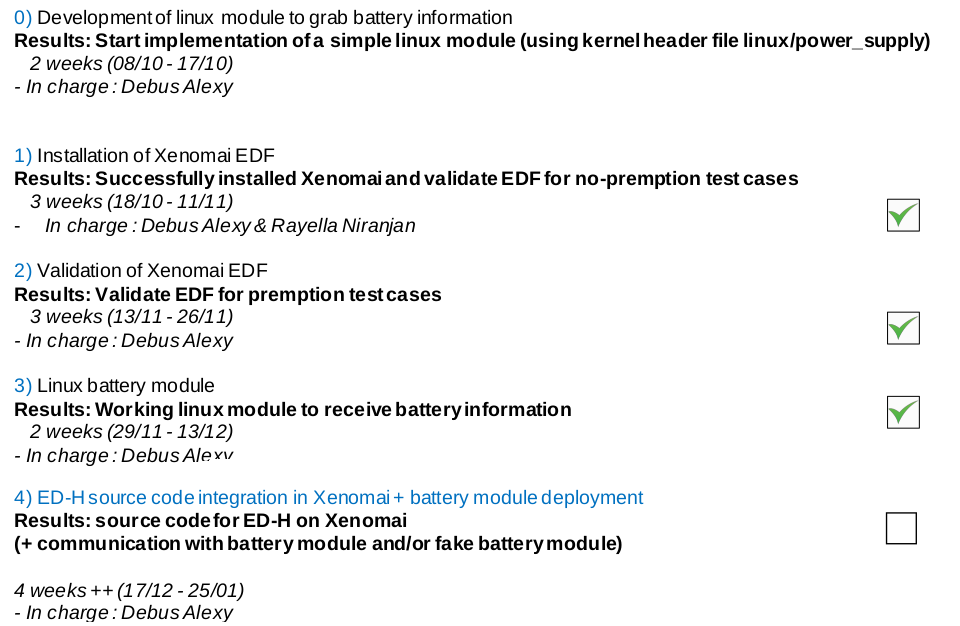 0) Development of linux module to grab battery information
Results: Start implementation of a simple linux module (using kernel header file linux/power_supply)
2 weeks (08/10 - 17/10)
- In charge : Debus Alexy
1) Installation of Xenomai EDF
Results: Successfully installed Xenomai and validate EDF for no-premption test cases
3 weeks (18/10 - 11/11)
- In charge : Debus Alexy & Rayella Niranjan
2) Validation of Xenomai EDF
Results: Validate EDF for premption test cases
3 weeks (13/11 - 26/11)
- In charge : Debus Alexy
3) Linux battery module
Results: Working linux module to receive battery information
2 weeks (29/11 - 13/12)
- In charge : Debus Alexy
4) ED-H source code integration in Xenomai + battery module deployment
Results: source code for ED-H on Xenomai
(+ communication with battery module and/or fake battery module)
4 weeks ++ (17/12 - 25/01)
- In charge : Debus Alexy